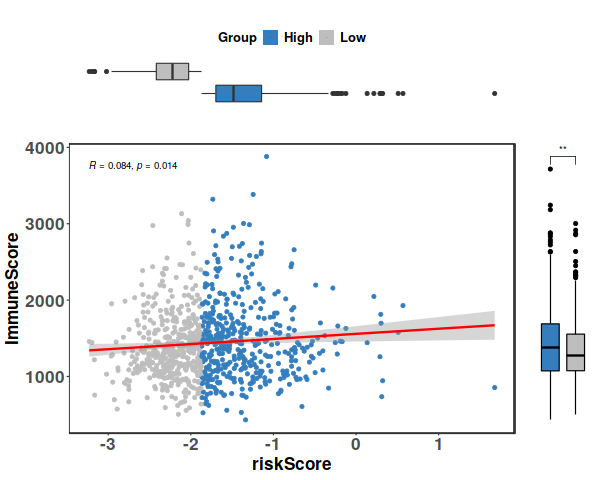 Group High Low
R = 0.084, p = 0.014
**
4000
3000
2000
1000
ImmuneScore
-3 -2 -1 0 1
riskScore